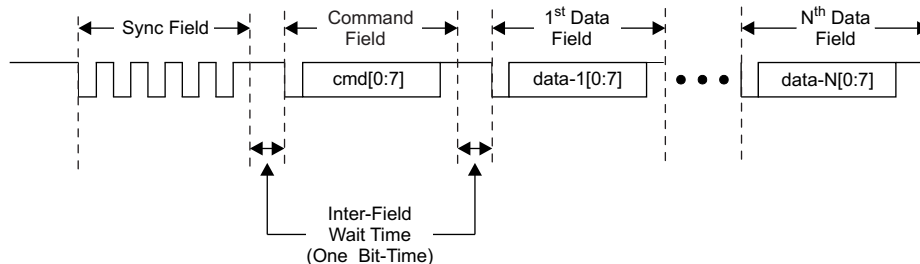 Sync Field
Command
Field
1st Data
Field
Nth Data
Field
cmd[0:7]
data-1[0:7]
data-N[0:7]
Inter-Field
Wait Time
(One Bit-Time)